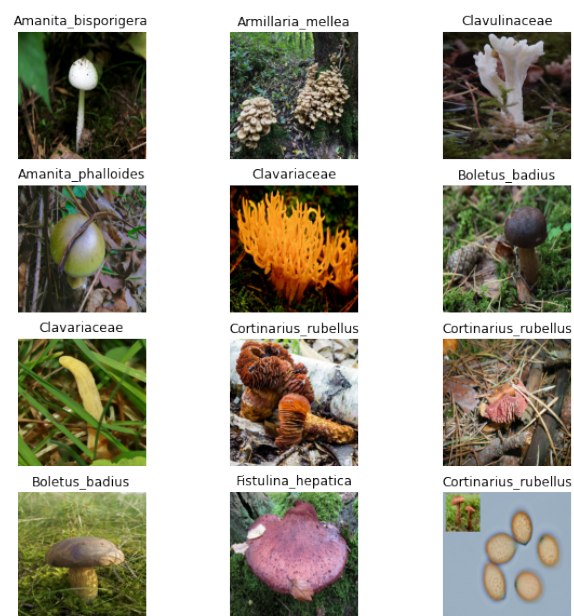 Amanita_bisporigera
Armillaria_mellea
Clavulinaceae
Amanita_phalloides
Clavariaceae
Boletus_badius
Clavariaceae
Cortinarius_rubellus
Cortinarius_rubellus
Boletus_badius
Fistulina_hepatica
Cortinarius_rubellus